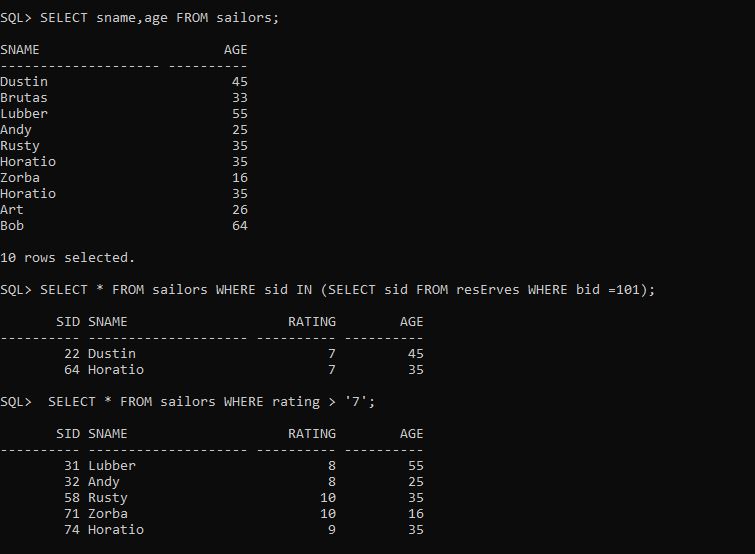 SQL> SELECT sname,age FROM sailors;
SNAME                       AGE
-------------------- ----------
Dustin                       45
Brutas                       33
Lubber                       55
Andy                         25
Rusty                        35
Horatio                      35
Zorba                        16
Horatio                      35
Art                          26
Bob                          64
10 rows selected.
SQL> SELECT * FROM sailors WHERE sid IN (SELECT sid FROM resErves WHERE bid =101);
       SID SNAME                    RATING        AGE
---------- -------------------- ---------- ----------
        22 Dustin                        7         45
        64 Horatio                       7         35
SQL>  SELECT * FROM sailors WHERE rating > '7';
       SID SNAME                    RATING        AGE
---------- -------------------- ---------- ----------
        31 Lubber                        8         55
        32 Andy                          8         25
        58 Rusty                        10         35
        71 Zorba                        10         16
        74 Horatio                       9         35